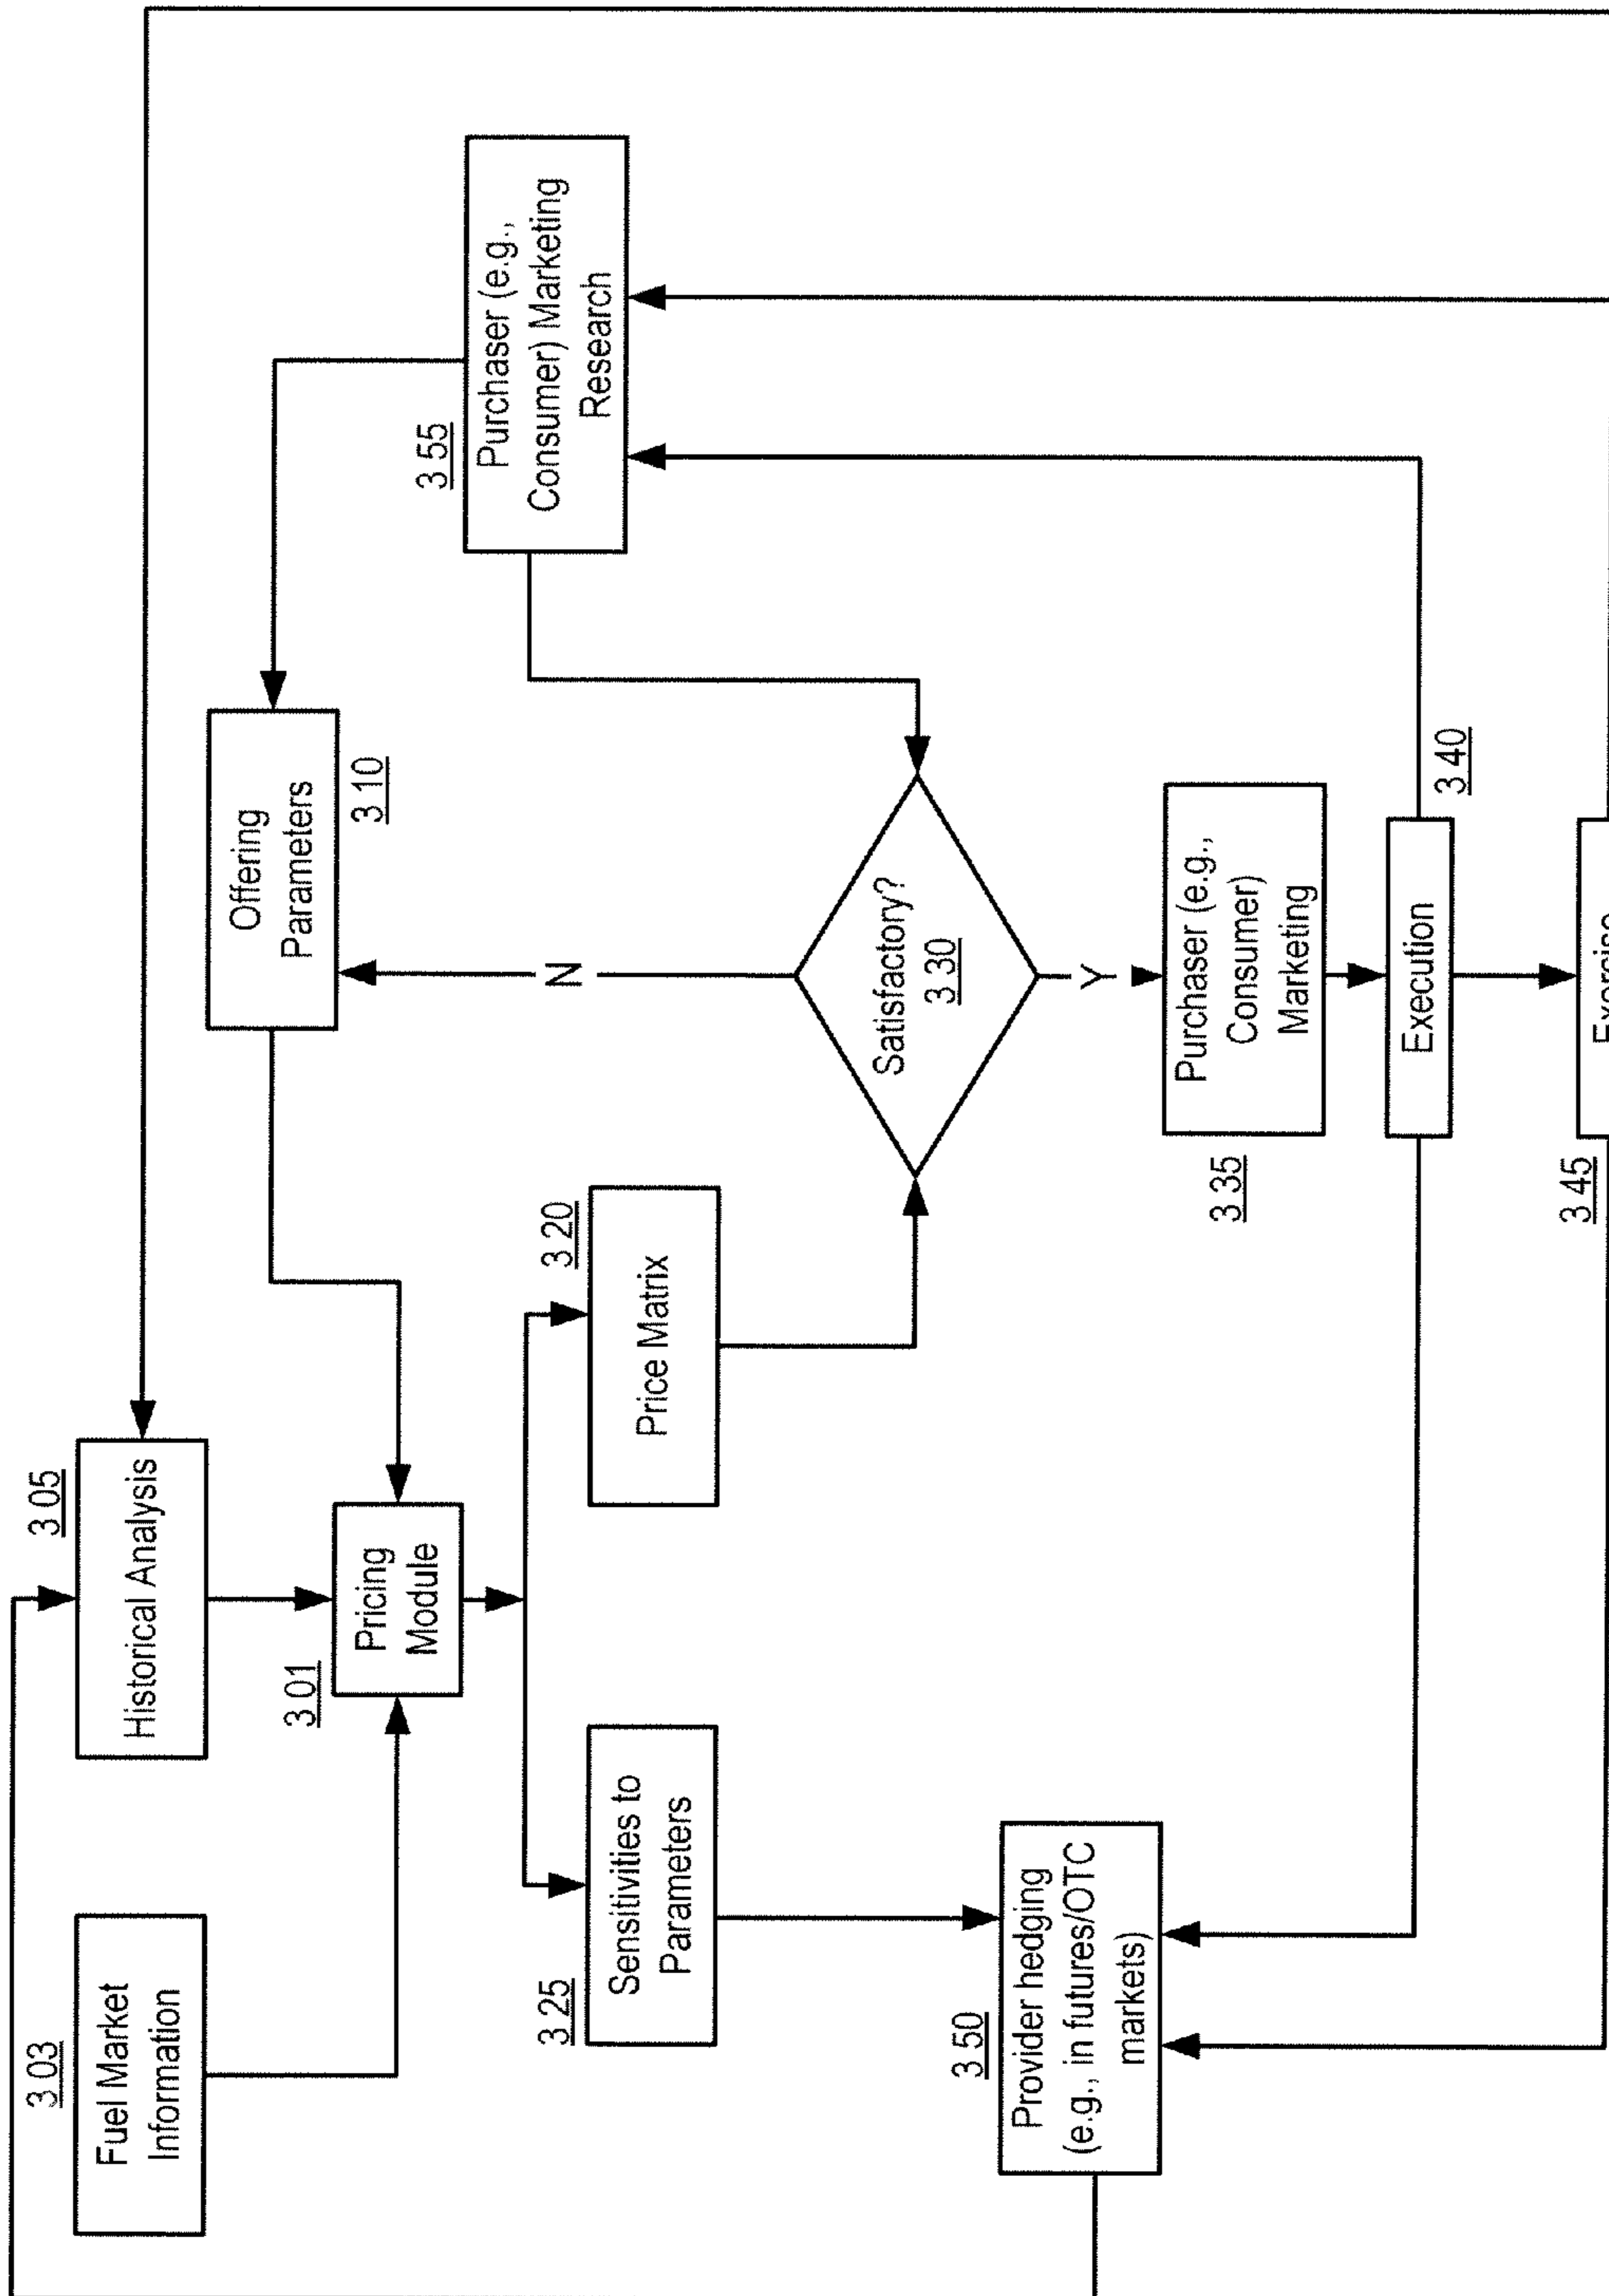 3 03
Fuel Market
Information
3 05
Historical Analysis
Offering
Parameters
3 10
3 01
Pricing
Module
3 55
Purchaser (e.g.,
Consumer) Marketing
Research
N
3 25
Sensitivities to
Parameters
3 20
Price Matrix
Satisfactory?
3 30
3 50
Provider hedging
(e.g., in futures/OTC
markets)
Y
3 35
Purchaser (e.g.,
Consumer)
Marketing
Execution
3 40
3 45
Exercise